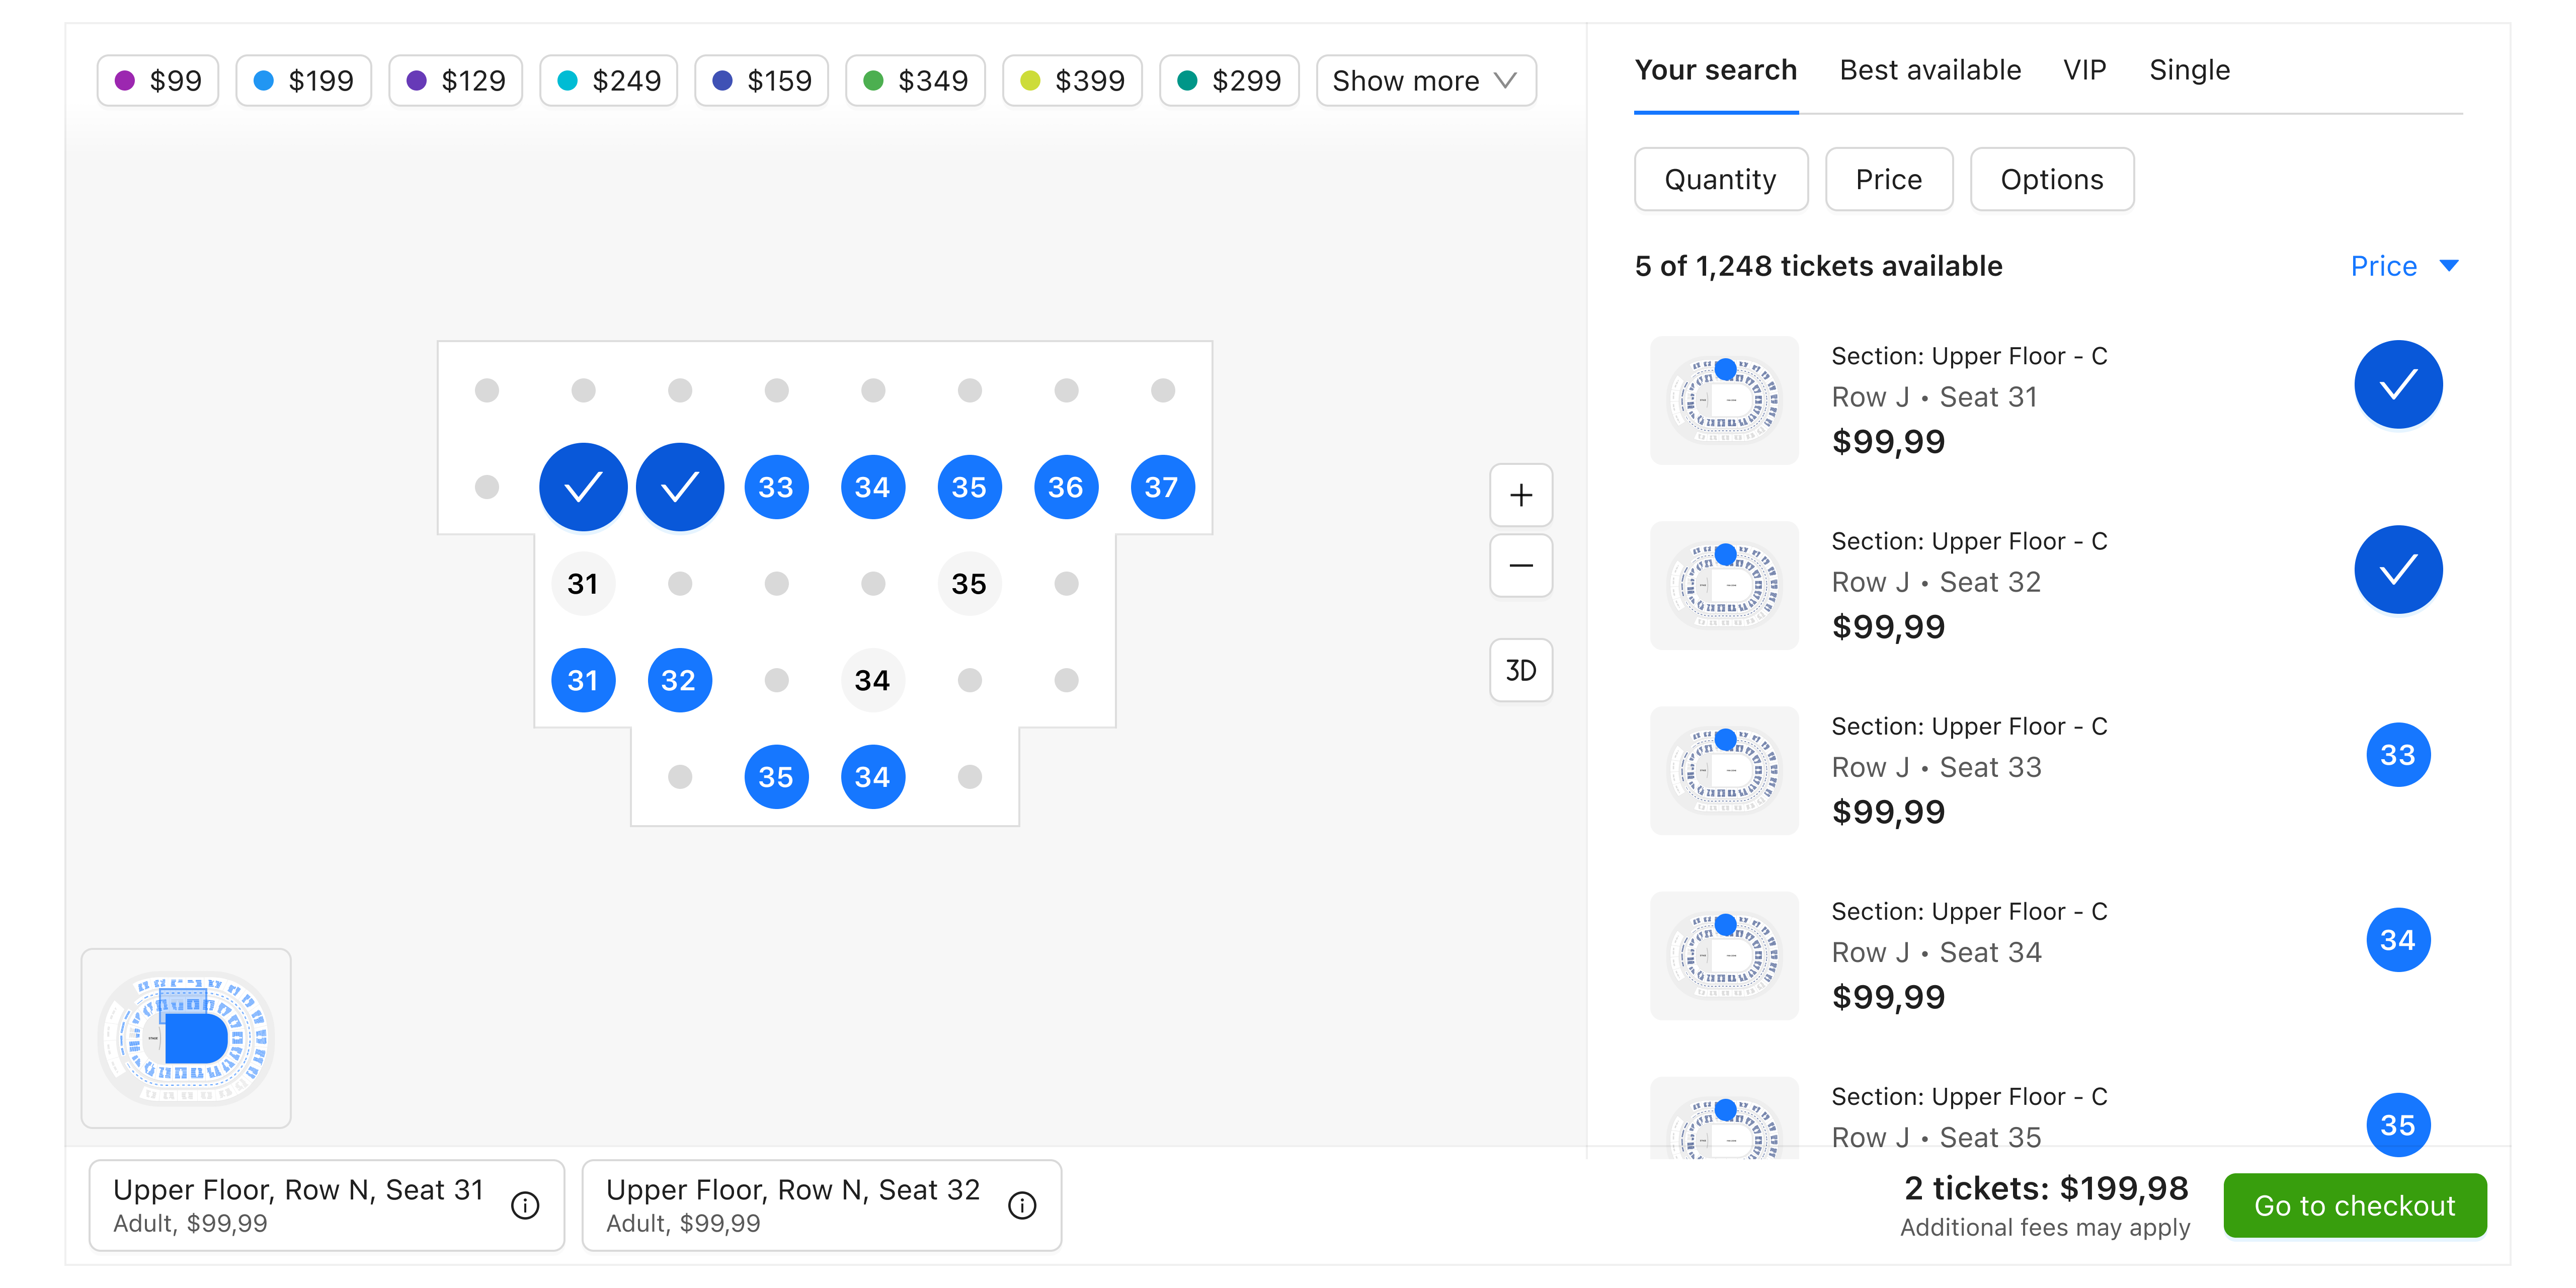 $99 $199 $129 $249 $159 $349 $399 $299 Show more
33 34 35 36 37
31 35
31 32 34
35 34
+
−
3D
Your search Best available VIP Single
Quantity Price Options
5 of 1,248 tickets available Price
Section: Upper Floor - C
Row J • Seat 31
$99,99
Section: Upper Floor - C
Row J • Seat 32
$99,99
Section: Upper Floor - C
Row J • Seat 33
$99,99
33
Section: Upper Floor - C
Row J • Seat 34
$99,99
34
Section: Upper Floor - C
Row J • Seat 35
35
Upper Floor, Row N, Seat 31
Adult, $99,99
Upper Floor, Row N, Seat 32
Adult, $99,99
2 tickets: $199,98
Additional fees may apply
Go to checkout